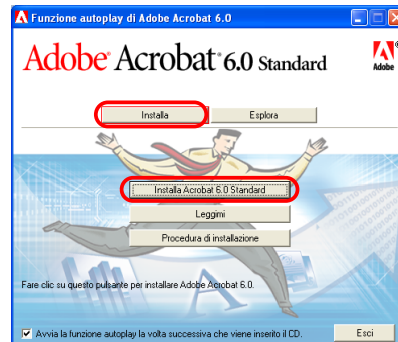 Funzione autoplay di Adobe Acrobat 6.0
Adobe® Acrobat® 6.0 Standard
Adobe
Installa
Esplora
Installa Acrobat 6.0 Standard
Leggimi
Procedura di installazione
Fare clic su questo pulsante per installare Adobe Acrobat 6.0.
Avvia la funzione autoplay la volta successiva che viene inserito il CD.
Esci